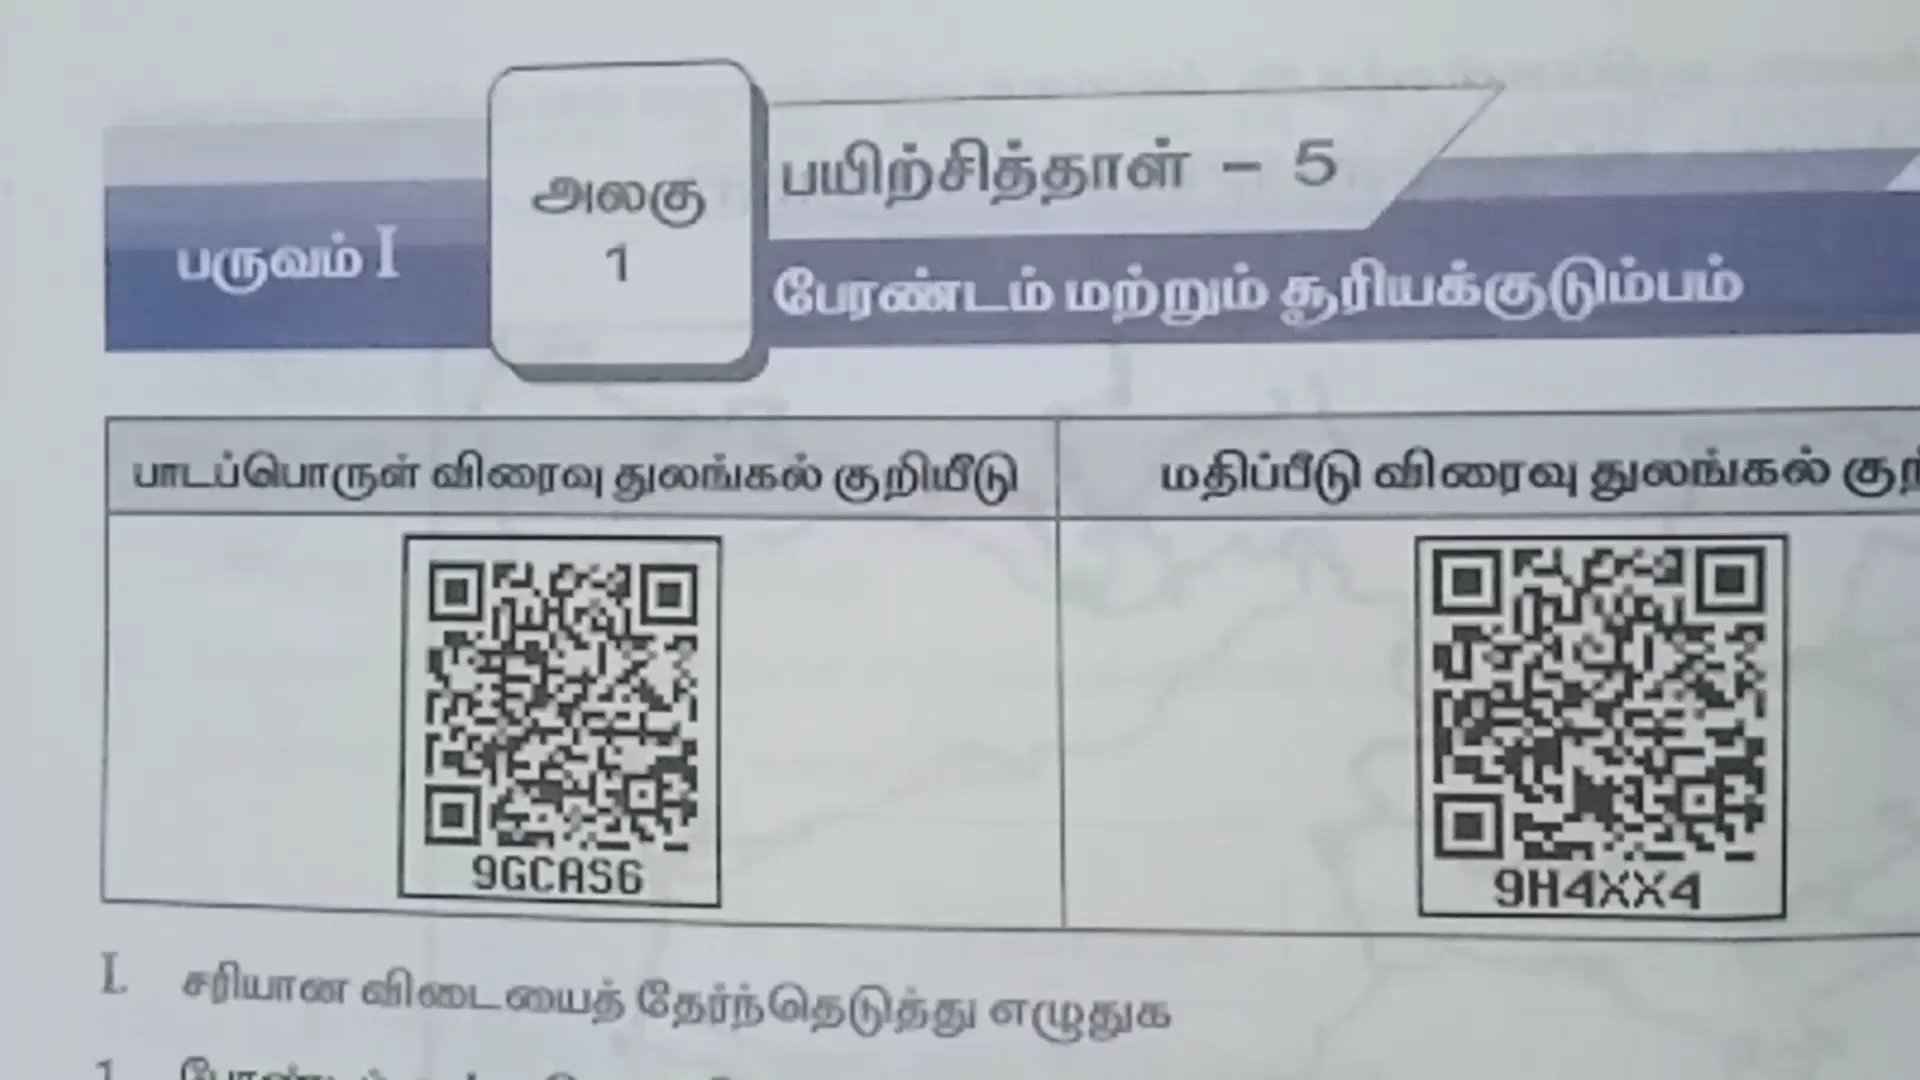 பருவம் I
அலகு
1
பயிற்சித்தாள் – 5
பேரண்டம் மற்றும் சூரியக்குடும்பம்
பாடப்பொருள் விரைவு துலங்கல் குறியீடு
மதிப்பீடு விரைவு துலங்கல்
9GCAS6
9H4XX4
I. சரியான விடையைத் தேர்ந்தெடுத்து எழுதுக
1